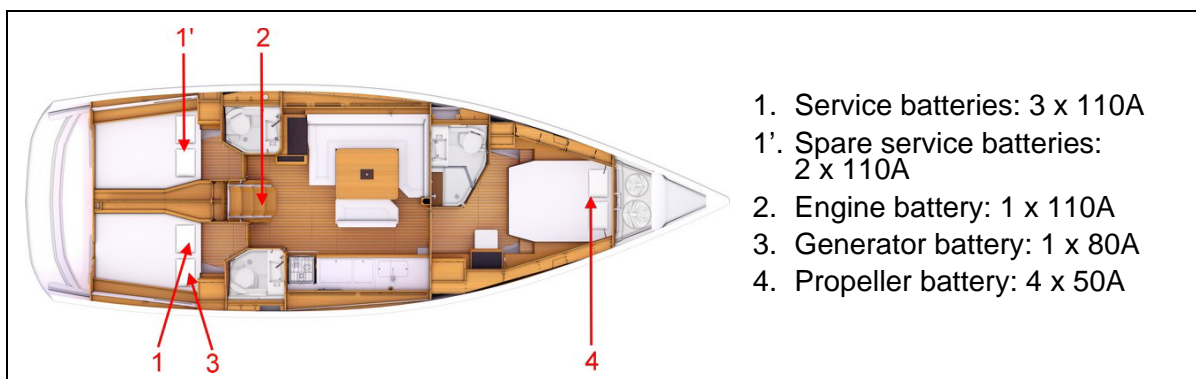 1'
2
1
3
4
1. Service batteries: 3 x 110A
1'. Spare service batteries:
2 x 110A
2. Engine battery: 1 x 110A
3. Generator battery: 1 x 80A
4. Propeller battery: 4 x 50A